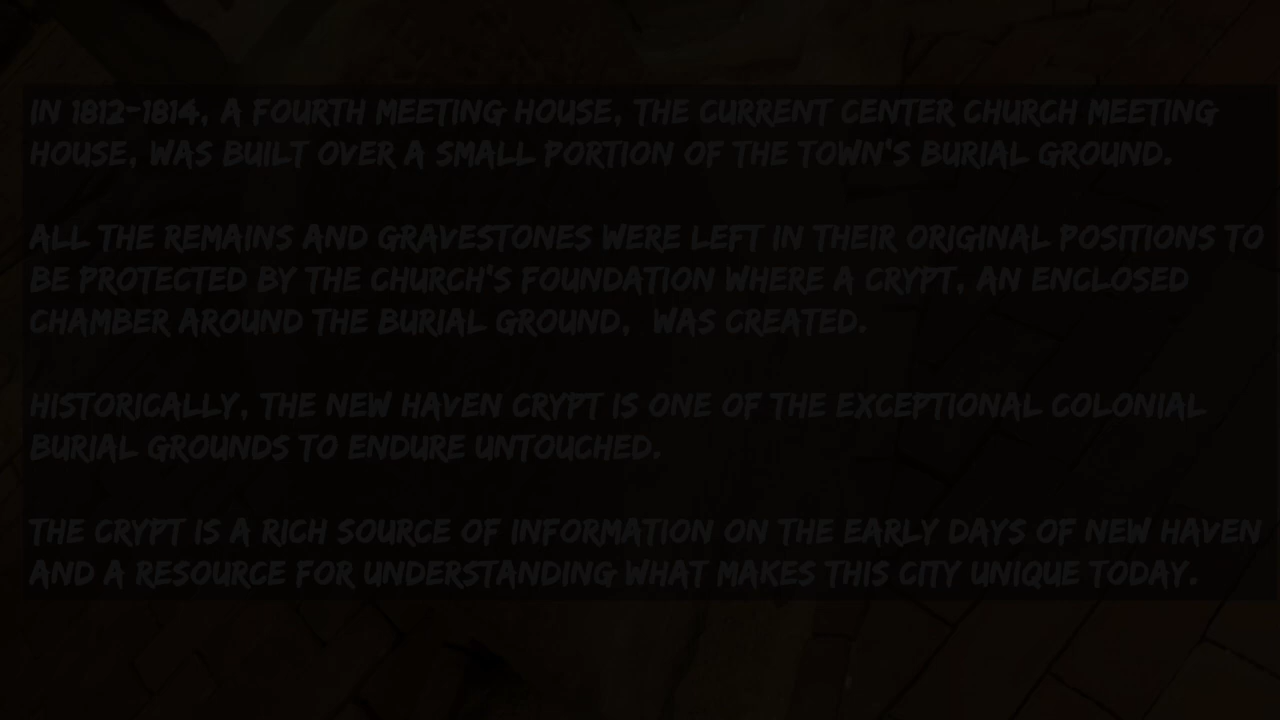 IN 1812-1814, A FOURTH MEETING HOUSE, THE CURRENT CENTER CHURCH MEETING
HOUSE, WAS BUILT OVER A SMALL PORTION OF THE TOWN'S BURIAL GROUND.
ALL THE REMAINS AND GRAVESTONES WERE LEFT IN THEIR ORIGINAL POSITIONS TO
BE PROTECTED BY THE CHURCH'S FOUNDATION WHERE A CRYPT, AN ENCLOSED
CHAMBER AROUND THE BURIAL GROUND, WAS CREATED.
HISTORICALLY, THE NEW HAVEN CRYPT IS ONE OF THE EXCEPTIONAL COLONIAL
BURIAL GROUNDS TO ENDURE UNTOUCHED.
THE CRYPT IS A RICH SOURCE OF INFORMATION ON THE EARLY DAYS OF NEW HAVEN
AND A RESOURCE FOR UNDERSTANDING WHAT MAKES THIS CITY UNIQUE TODAY.